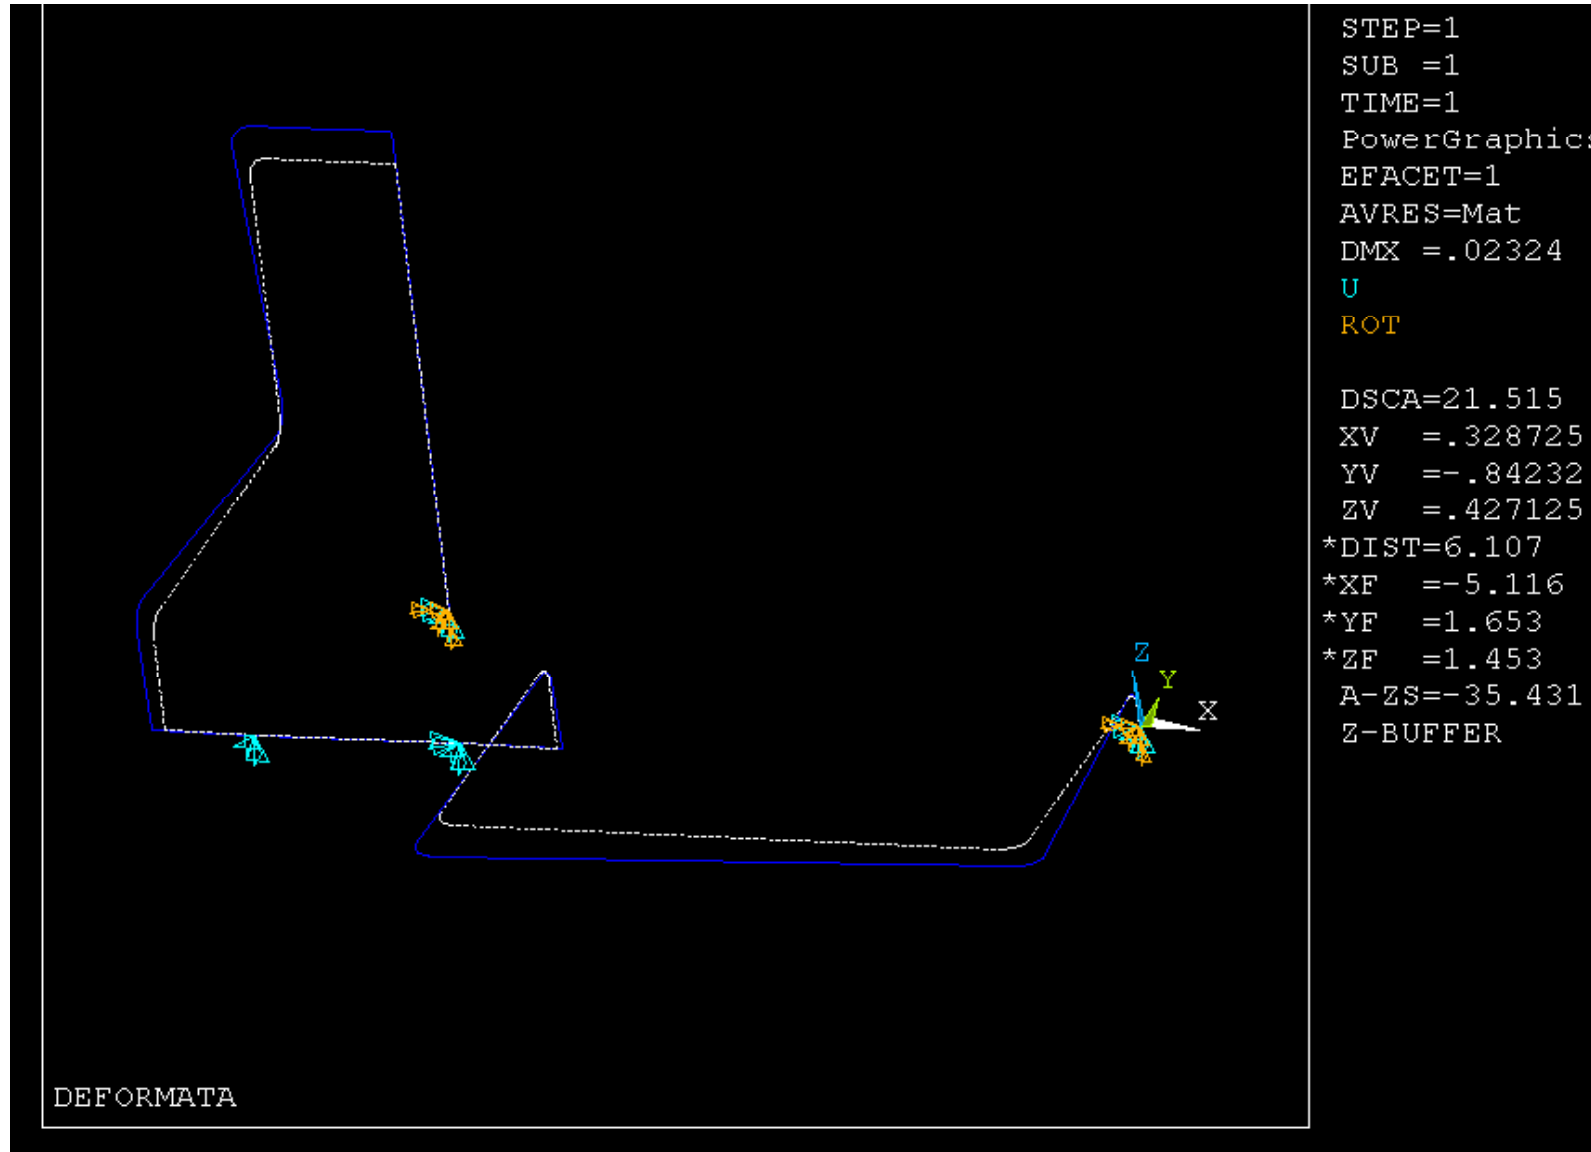 STEP=1
SUB =1
TIME=1
PowerGraphics
EFACET=1
AVRES=Mat
DMX =.02324
U
ROT
DSCA=21.515
XV =.328725
YV =-.84232
ZV =.427125
*DIST=6.107
*XF =-5.116
*YF =1.653
*ZF =1.453
A-ZS=-35.431
Z-BUFFER
Z
Y
X
DEFORMATA